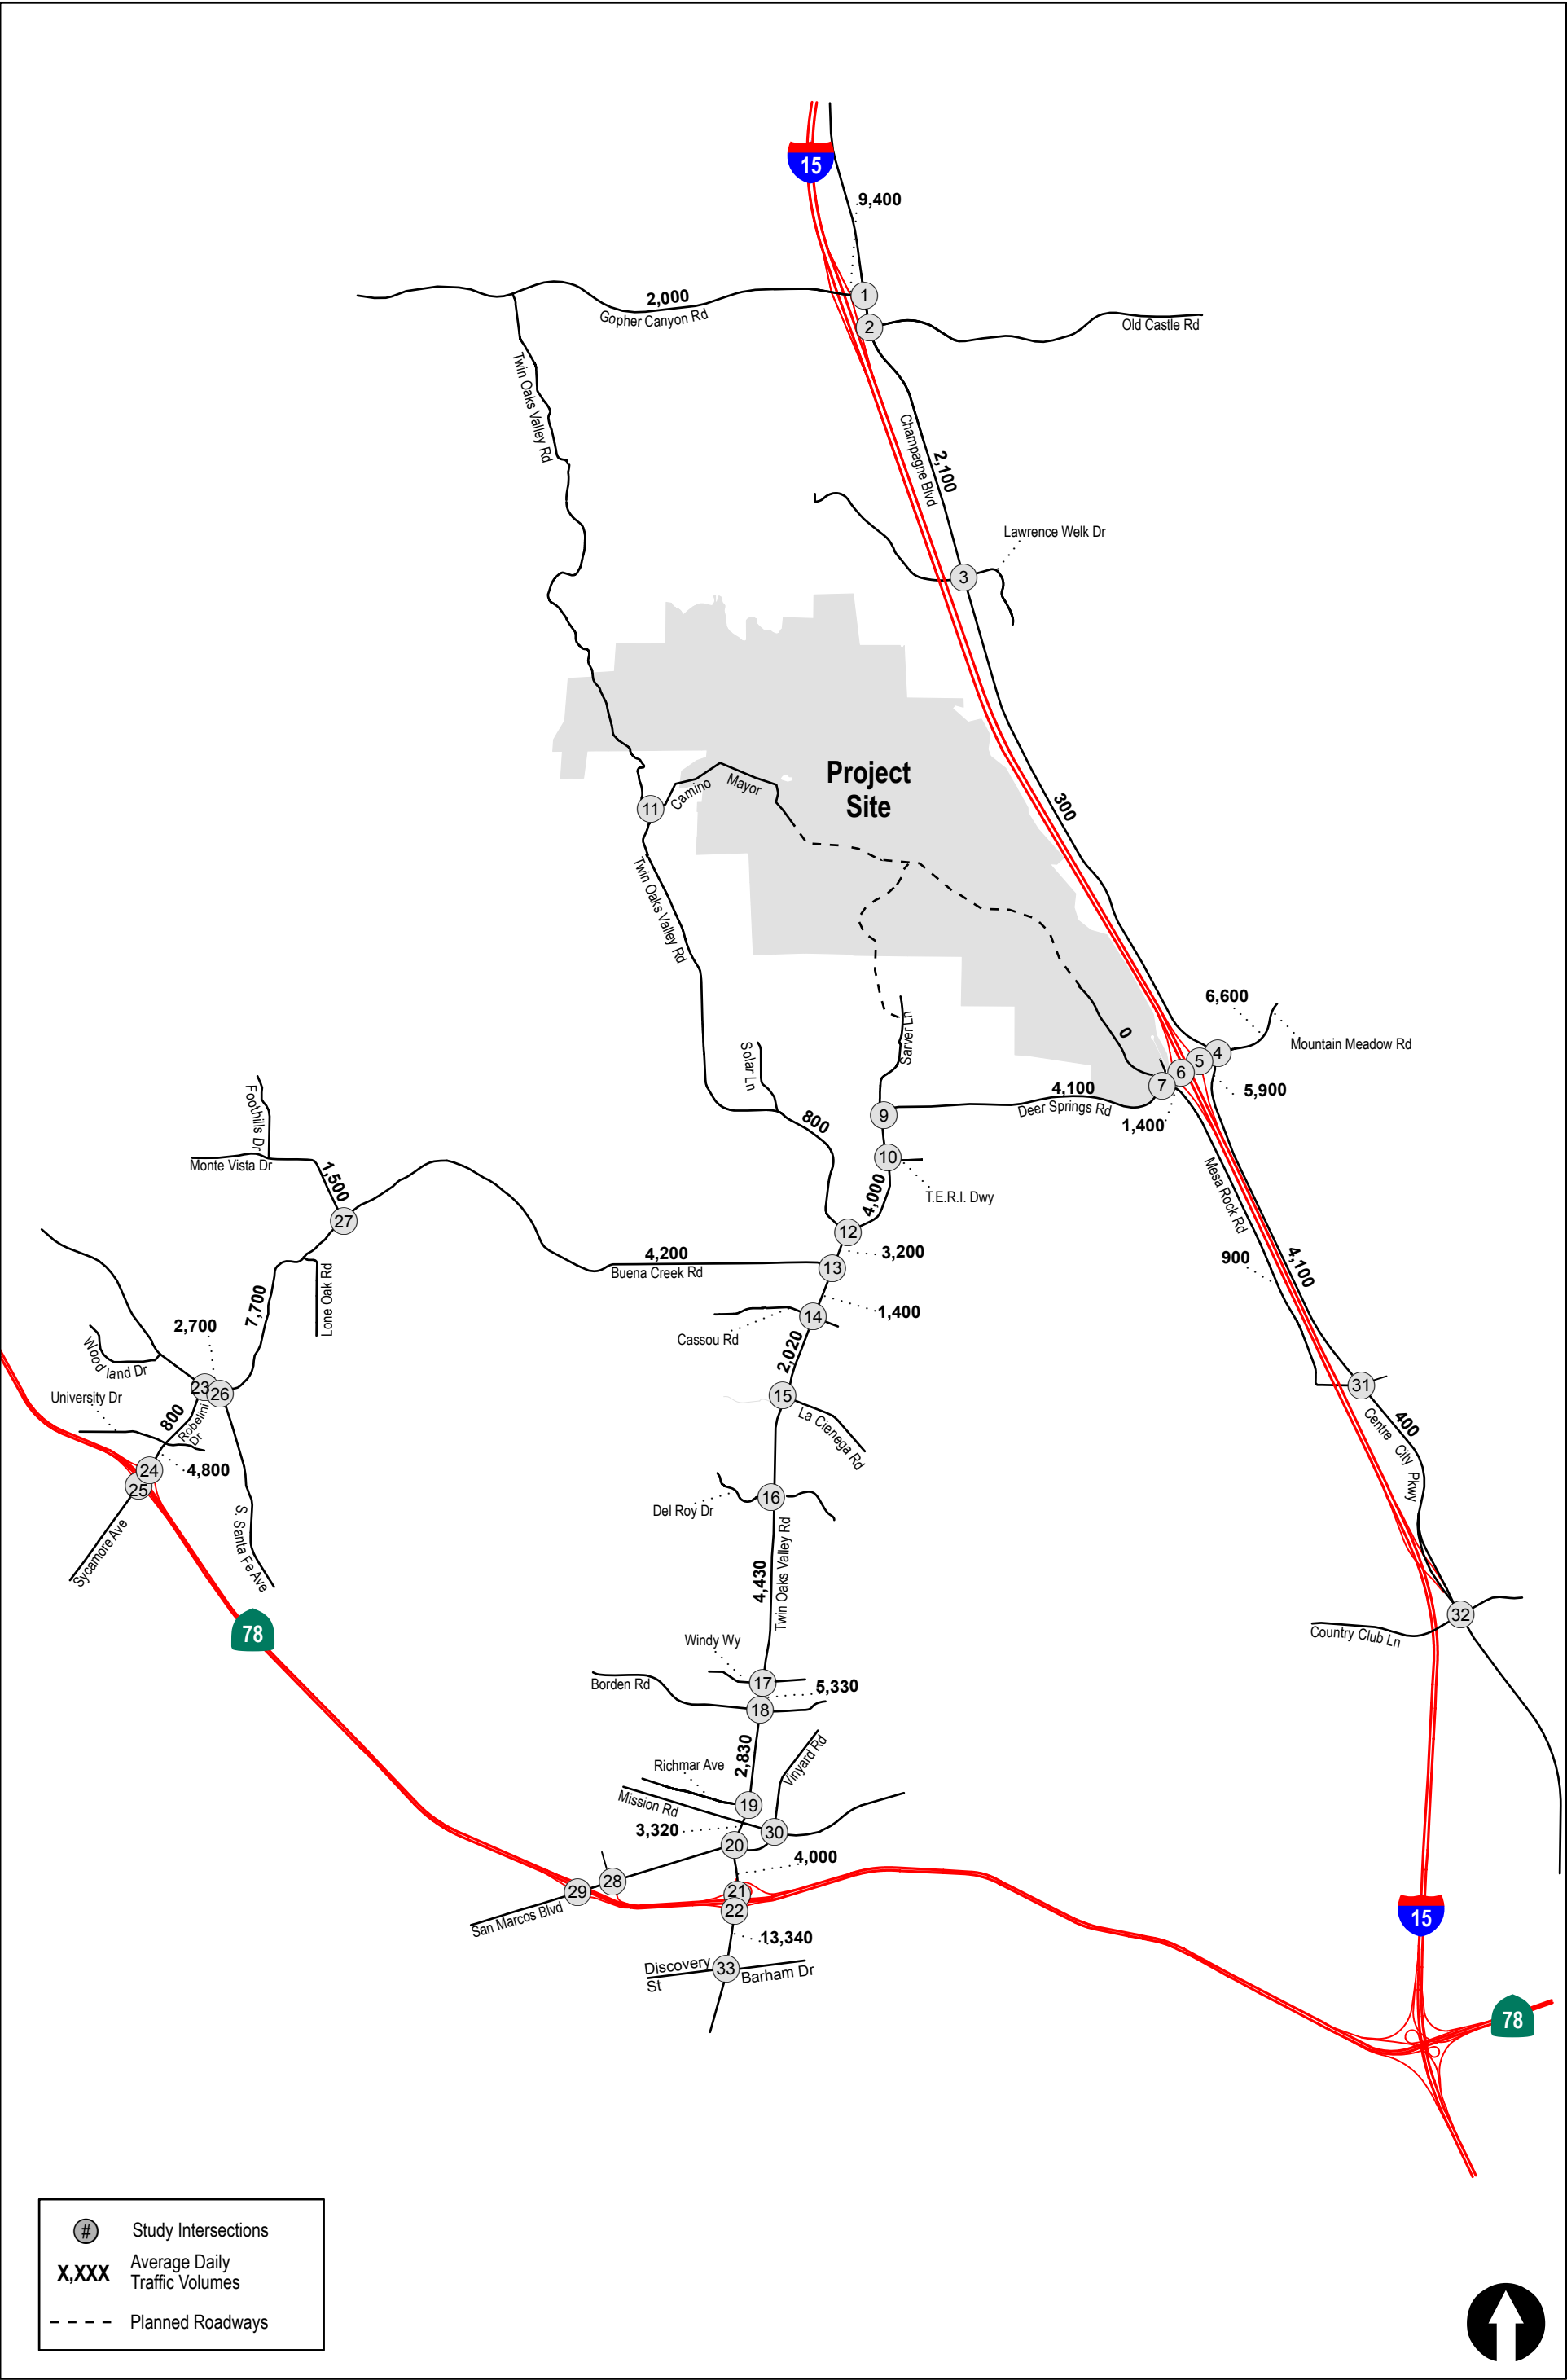 15
9,400
1
2,000
Gopher Canyon Rd
2
Old Castle Rd
Twin Oaks Valley Rd
Champagne Blvd
2,100
Lawrence Welk Dr
3
Project
Site
Camino Mayor
11
300
Twin Oaks Valley Rd
6,600
Mountain Meadow Rd
Sarver Ln
0
4
5
6
7
5,900
Solar Ln
4,100
Deer Springs Rd
1,400
Foothills Dr
800
9
Monte Vista Dr
1,500
10
Mesa Rock Rd
T.E.R.I. Dwy
4,000
27
12
3,200
4,200
Buena Creek Rd
13
900
4,100
Lone Oak Rd
7,700
1,400
14
Cassou Rd
2,700
2,020
Woodland Dr
University Dr
23
26
15
La Cienega Rd
31
800
Robelini Dr
400
Centre City Pkwy
4,800
24
25
16
Del Roy Dr
Sycamore Ave
S. Santa Fe Ave
4,430
Twin Oaks Valley Rd
78
32
Country Club Ln
Windy Wy
17
Borden Rd
5,330
18
2,830
Vinyard Rd
Richmar Ave
Mission Rd
19
3,320
30
20
4,000
28
29
21
22
San Marcos Blvd
15
13,340
Discovery St
33
Barham Dr
78
# Study Intersections
X,XXX Average Daily
Traffic Volumes
Planned Roadways